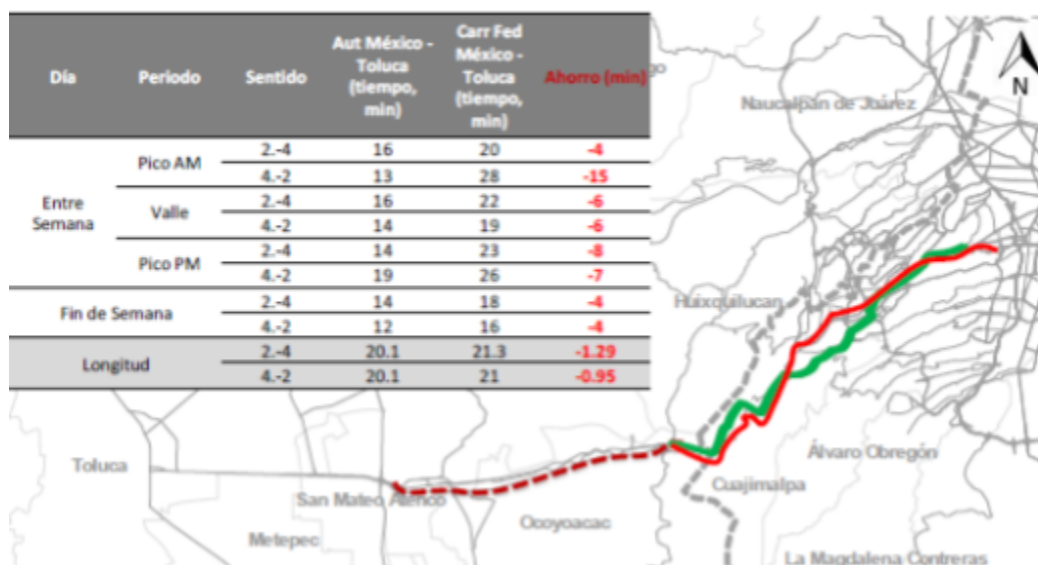 Día Periodo Sentido Aut México - Toluca (tiempo, min) Carr Fed México - Toluca (tiempo, min) Ahorro (min)
Entre Semana Pico AM 2.-4 16 20 -4
4.-2 13 28 -15
Valle 2.-4 16 22 -6
4.-2 14 19 -6
Pico PM 2.-4 14 23 -8
4.-2 19 26 -7
Fin de Semana 2.-4 14 18 -4
4.-2 12 16 -4
Longitud 2.-4 20.1 21.3 -1.29
4.-2 20.1 21 -0.95
N
Naucalpan de Juárez
Huixquilucan
Álvaro Obregón
Toluca
Cuajimalpa
San Mateo Atenco
Ocoyoacac
Metepec
La Magdalena Contreras